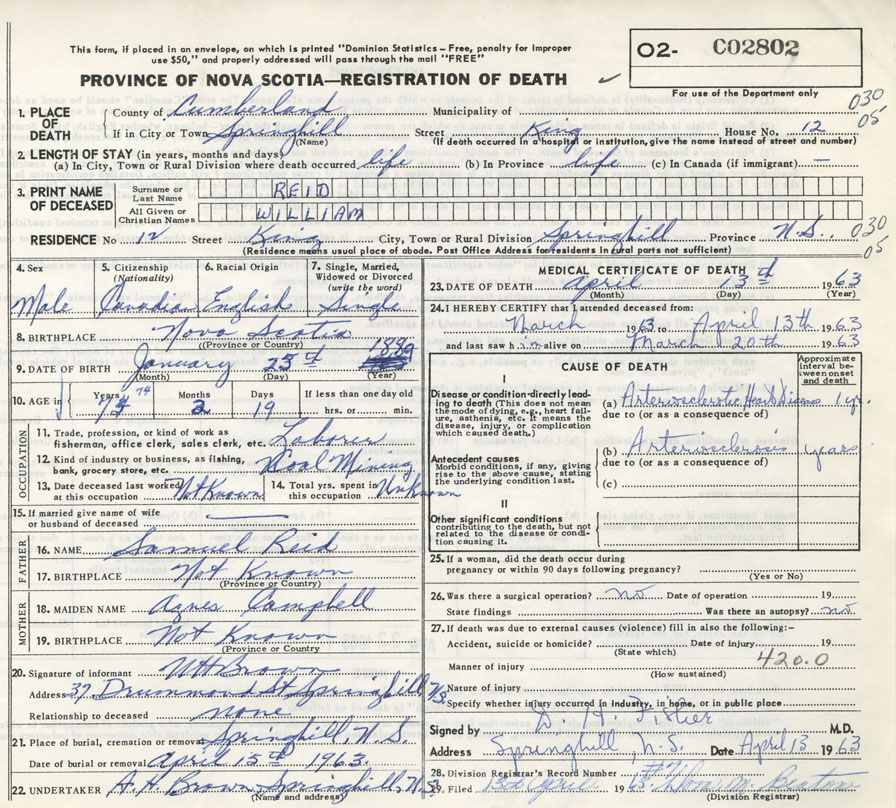 This form, if placed in an envelope, on which is printed "Dominion Statistics - Free, penalty for Improper
use $50," and properly addressed will pass through the mail "FREE"
O2- C02802
PROVINCE OF NOVA SCOTIA—REGISTRATION OF DEATH
For use of the Department only
030
05
1. PLACE OF DEATH
County of Cumberland Municipality of
If in City or Town Springhill Street King House No. 12
(Name) (If death occurred in a hospital or institution, give the name instead of street and number)
2. LENGTH OF STAY (in years, months and days)
(a) In City, Town or Rural Division where death occurred life (b) In Province life (c) In Canada (if immigrant) —
3. PRINT NAME OF DECEASED
Surname or Last Name REID
All Given or Christian Names WILLIAM
RESIDENCE No 12 Street King City, Town or Rural Division Springhill Province N.S. 030
05
(Residence means usual place of abode. Post Office Address for residents in rural parts not sufficient)
4. Sex 5. Citizenship (Nationality) 6. Racial Origin 7. Single, Married, Widowed or Divorced (write the word)
Male Canadian English Single
8. BIRTHPLACE Nova Scotia
(Province or Country)
9. DATE OF BIRTH January 25th 1889
(Month) (Day) (Year)
10. AGE in Years Months Days If less than one day old
74 2 19 hrs. or min.
OCCUPATION
11. Trade, profession, or kind of work as fisherman, office clerk, sales clerk, etc. Laborer
12. Kind of industry or business, as fishing, bank, grocery store, etc. Coal Mining
13. Date deceased last worked at this occupation Not Known 14. Total yrs. spent in this occupation Unknown
15. If married give name of wife or husband of deceased
FATHER
16. NAME Samuel Reid
17. BIRTHPLACE Not Known
(Province or Country)
MOTHER
18. MAIDEN NAME Agnes Campbell
19. BIRTHPLACE Not Known
(Province or Country
20. Signature of informant W H Brown
Address 37 Drummond St Springhill N.S.
Relationship to deceased none
21. Place of burial, cremation or removal Springhill, N.S.
Date of burial or removal April 15th 1963.
22. UNDERTAKER A. H. Brown, Springhill, N.S.
(Name and address)
MEDICAL CERTIFICATE OF DEATH
23. DATE OF DEATH April 13th 1963
(Month) (Day) (Year)
24. I HEREBY CERTIFY that I attended deceased from:
March 1963 to April 13th 1963
and last saw him alive on March 20th 1963
CAUSE OF DEATH
Approximate interval between onset and death
I
Disease or condition directly leading to death (This does not mean the mode of dying, e.g., heart failure, asthenia, etc. It means the disease, injury, or complication which caused death.)
(a) Arteriosclerotic Heart Disease 1 yr.
due to (or as a consequence of)
Antecedent causes
Morbid conditions, if any, giving rise to the above cause, stating the underlying condition last.
(b) Arteriosclerosis years
due to (or as a consequence of)
(c)
II
Other significant conditions
contributing to the death, but not related to the disease or condition causing it.
25. If a woman, did the death occur during pregnancy or within 90 days following pregnancy?
(Yes or No)
26. Was there a surgical operation? no Date of operation 19
State findings Was there an autopsy? no
27. If death was due to external causes (violence) fill in also the following:-
Accident, suicide or homicide? Date of injury 19
(State which)
Manner of injury 420.0
(How sustained)
Nature of injury
Specify whether injury occurred in industry, in home, or in public place
Signed by D. H. Fisher M.D.
Address Springhill, N.S. Date April 13 1963
28. Division Registrar's Record Number
29. Filed April 1963
(Division Registrar)